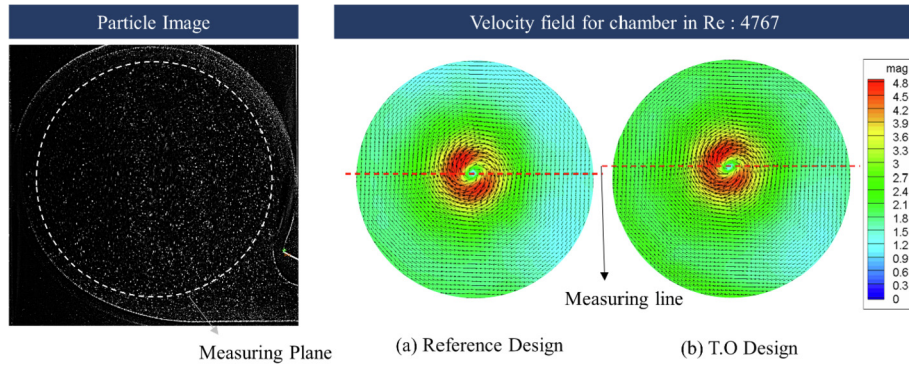 Particle Image
Velocity field for chamber in Re : 4767
mag
4.8
4.5
4.2
3.9
3.6
3.3
3
2.7
2.4
2.1
1.8
1.5
1.2
0.9
0.6
0.3
0
Measuring line
Measuring Plane
(a) Reference Design
(b) T.O Design